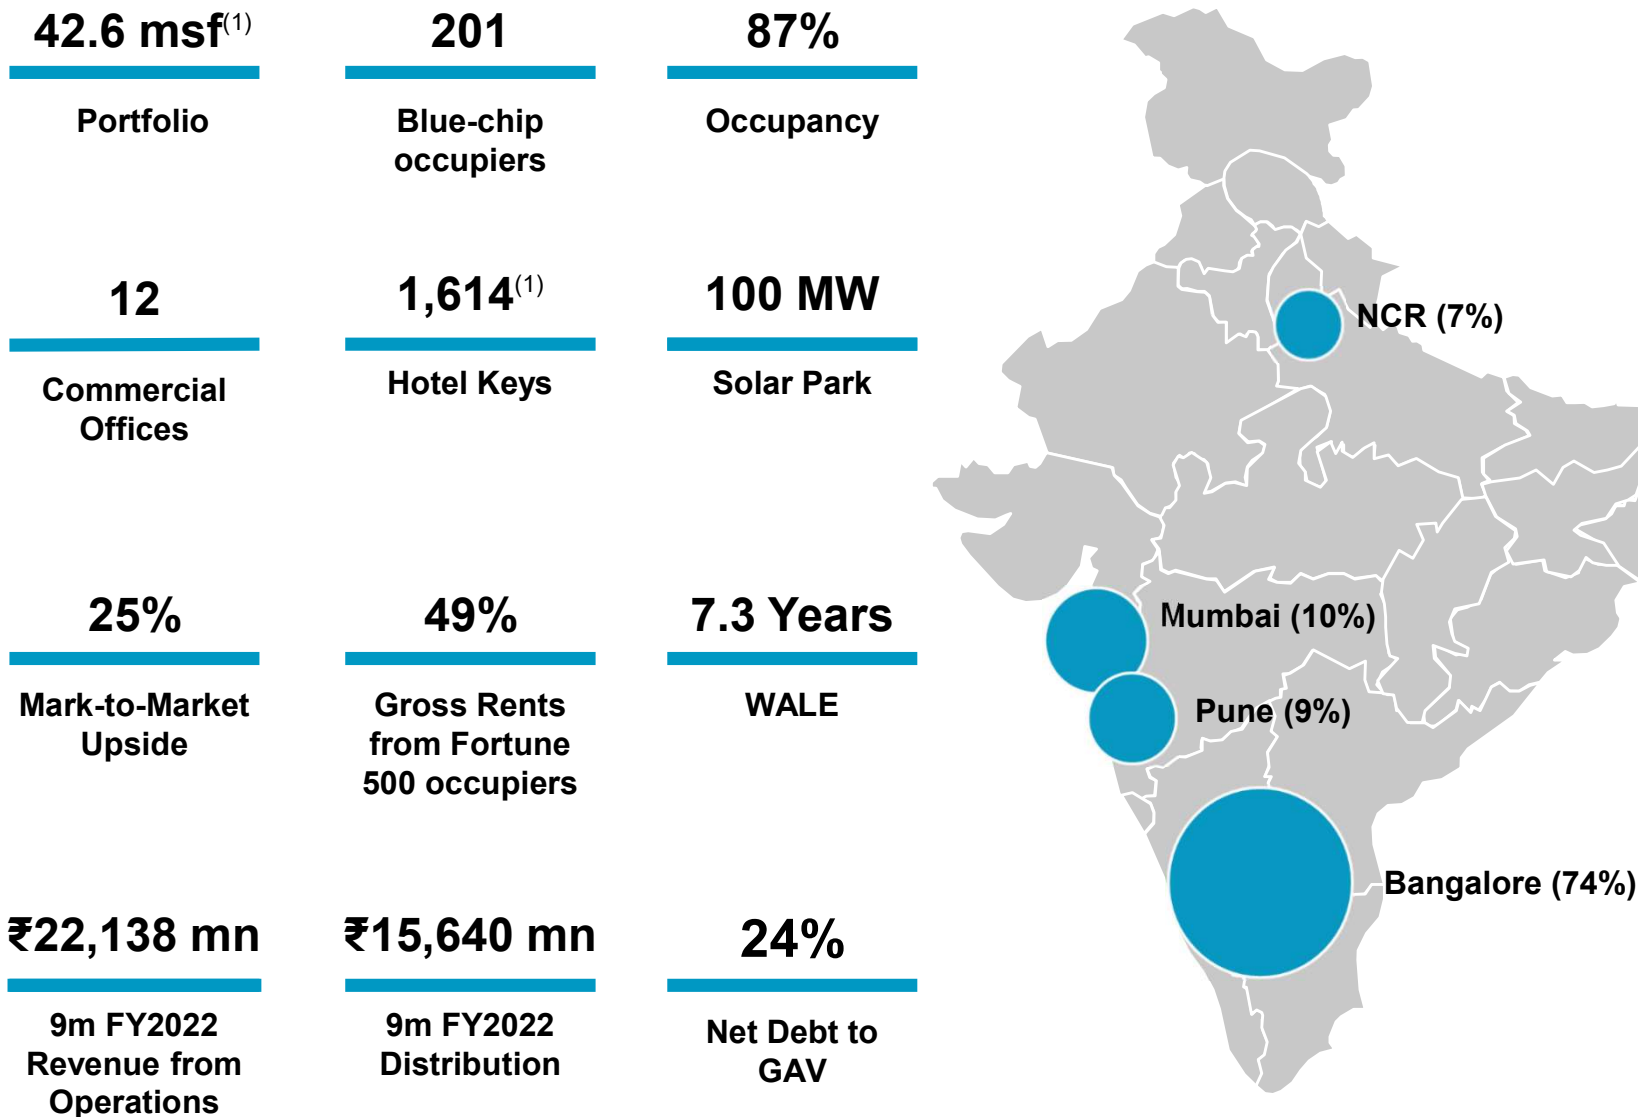 42.6 msf(1)
Portfolio
201
Blue-chip
occupiers
87%
Occupancy
12
Commercial
Offices
1,614(1)
Hotel Keys
100 MW
Solar Park
25%
Mark-to-Market
Upside
49%
Gross Rents
from Fortune
500 occupiers
7.3 Years
WALE
₹22,138 mn
9m FY2022
Revenue from
Operations
₹15,640 mn
9m FY2022
Distribution
24%
Net Debt to
GAV
NCR (7%)
Mumbai (10%)
Pune (9%)
Bangalore (74%)